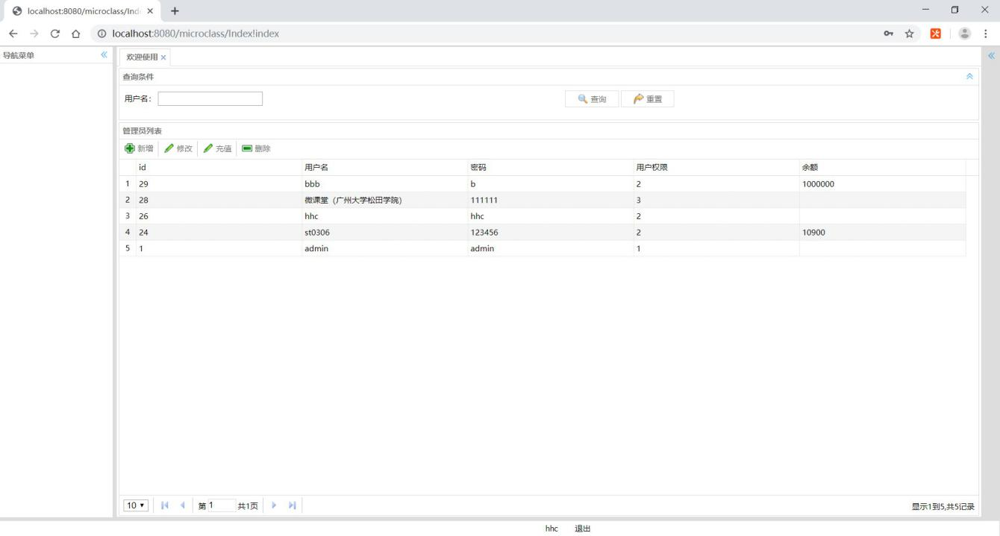 localhost:8080/microclass/Ind
localhost:8080/microclass/Index!index
导航菜单
欢迎使用
查询条件
用户名：
查询
重置
管理员列表
新增 修改 充值 删除
id 用户名 密码 用户权限 余额
1 29 bbb b 2 1000000
2 28 微课堂（广州大学松田学院） 111111 3
3 26 hhc hhc 2
4 24 st0306 123456 2 10900
5 1 admin admin 1
10 第 1 共1页 显示1到5,共5记录
hhc 退出